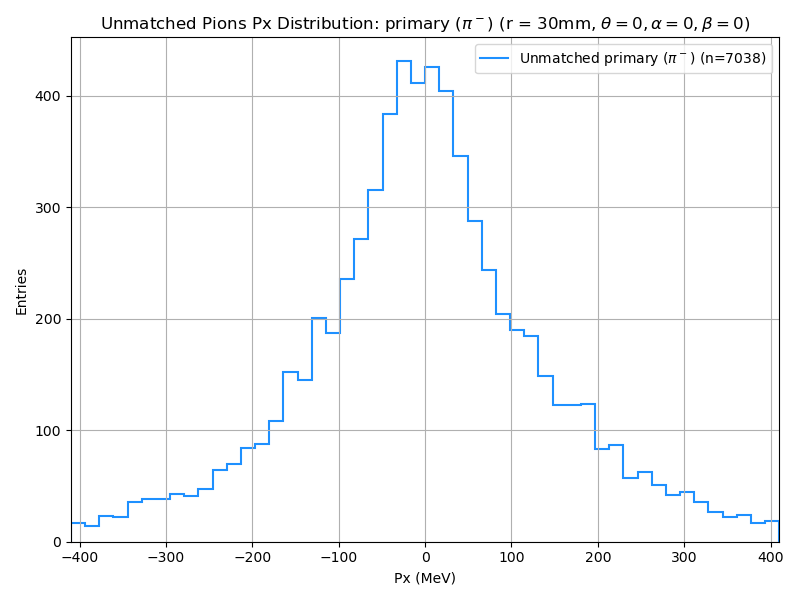 Unmatched Pions Px Distribution: primary (π⁻) (r = 30mm, θ = 0, α = 0, β = 0)
Unmatched primary (π⁻) (n=7038)
400
300
200
100
0
Entries
−400 −300 −200 −100 0 100 200 300 400
Px (MeV)